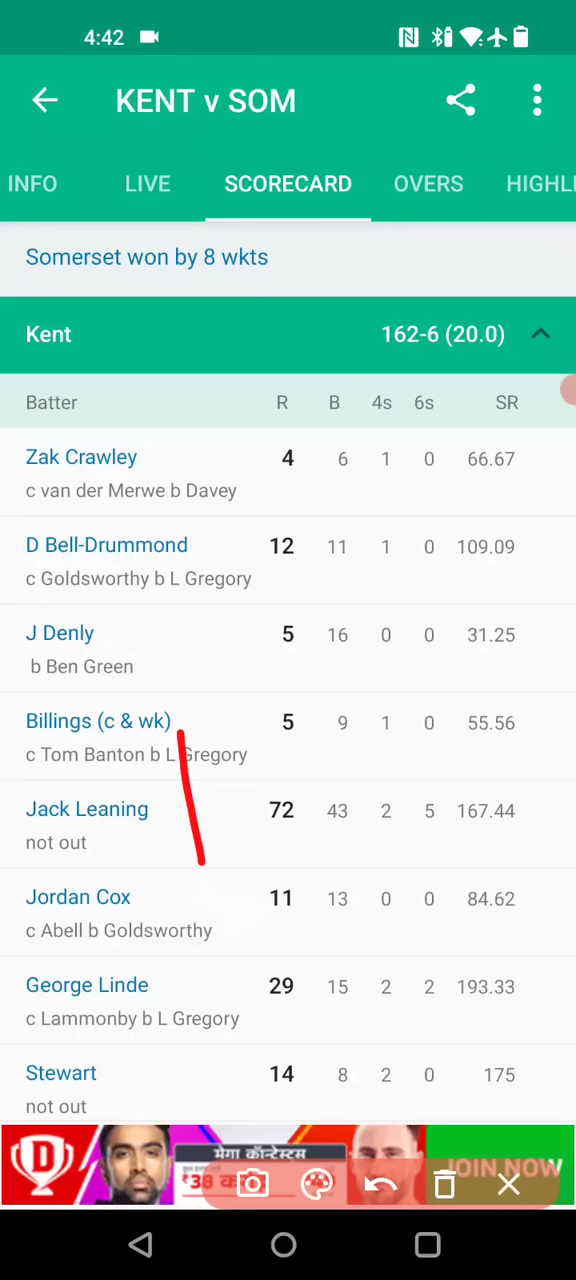 4:42
KENT v SOM
INFO LIVE SCORECARD OVERS HIGHLI
Somerset won by 8 wkts
Kent 162-6 (20.0)
Batter R B 4s 6s SR
Zak Crawley 4 6 1 0 66.67
c van der Merwe b Davey
D Bell-Drummond 12 11 1 0 109.09
c Goldsworthy b L Gregory
J Denly 5 16 0 0 31.25
b Ben Green
Billings (c & wk) 5 9 1 0 55.56
c Tom Banton b L Gregory
Jack Leaning 72 43 2 5 167.44
not out
Jordan Cox 11 13 0 0 84.62
c Abell b Goldsworthy
George Linde 29 15 2 2 193.33
c Lammonby b L Gregory
Stewart 14 8 2 0 175
not out
D
मेगा कॉन्टेस्टस
₹38
JOIN NOW